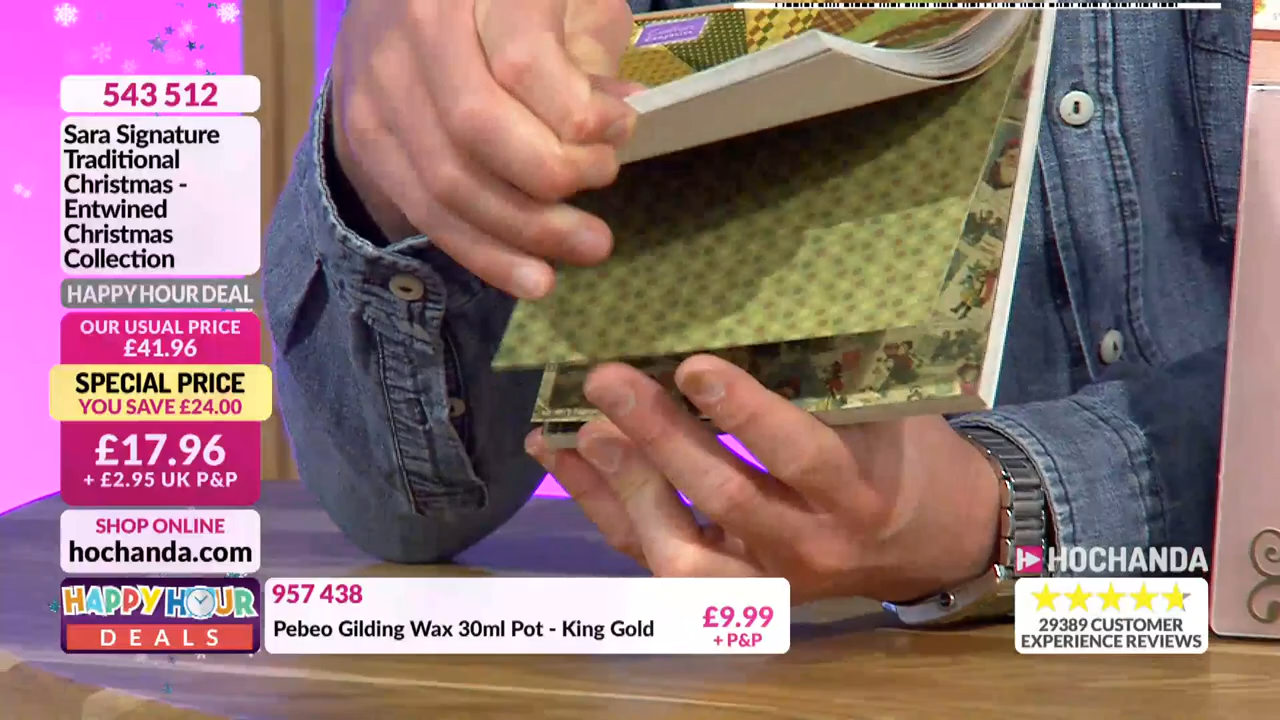 543 512
Sara Signature
Traditional
Christmas -
Entwined
Christmas
Collection
HAPPY HOUR DEAL
OUR USUAL PRICE
£41.96
SPECIAL PRICE
YOU SAVE £24.00
£17.96
+ £2.95 UK P&P
SHOP ONLINE
hochanda.com
HAPPY HOUR
DEALS
957 438
Pebeo Gilding Wax 30ml Pot - King Gold
£9.99
+ P&P
HOCHANDA
29389 CUSTOMER
EXPERIENCE REVIEWS